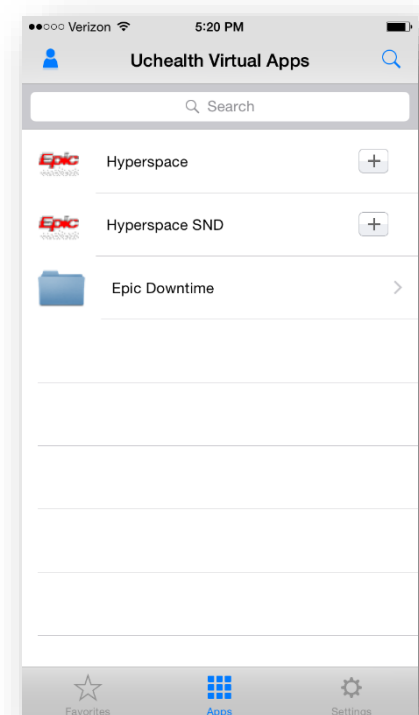 Verizon 5:20 PM
Uchealth Virtual Apps
Search
Epic Hyperspace
Epic Hyperspace SND
Epic Downtime
Favorites Apps Settings